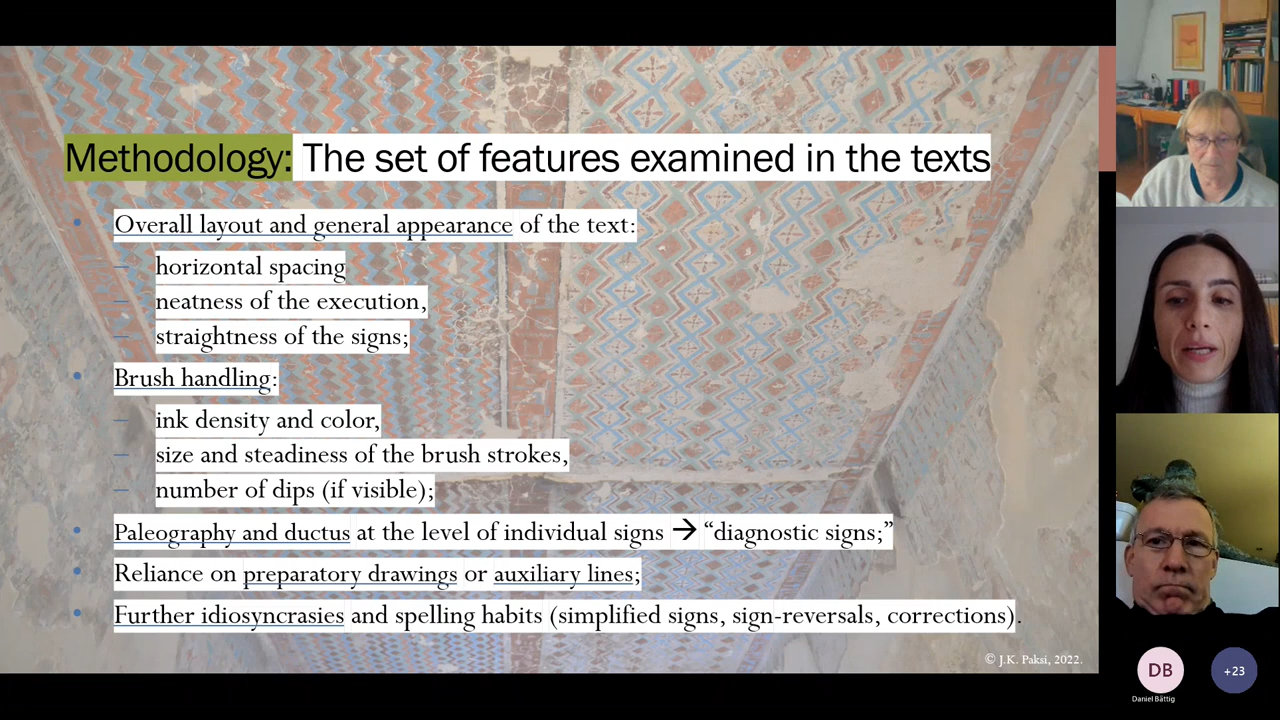 Methodology: The set of features examined in the texts
• Overall layout and general appearance of the text:
– horizontal spacing
– neatness of the execution,
– straightness of the signs;
• Brush handling:
– ink density and color,
– size and steadiness of the brush strokes,
– number of dips (if visible);
• Paleography and ductus at the level of individual signs → “diagnostic signs;”
• Reliance on preparatory drawings or auxiliary lines;
• Further idiosyncrasies and spelling habits (simplified signs, sign-reversals, corrections).
© J.K. Paksi, 2022.
DB
Daniel Bättig
+23